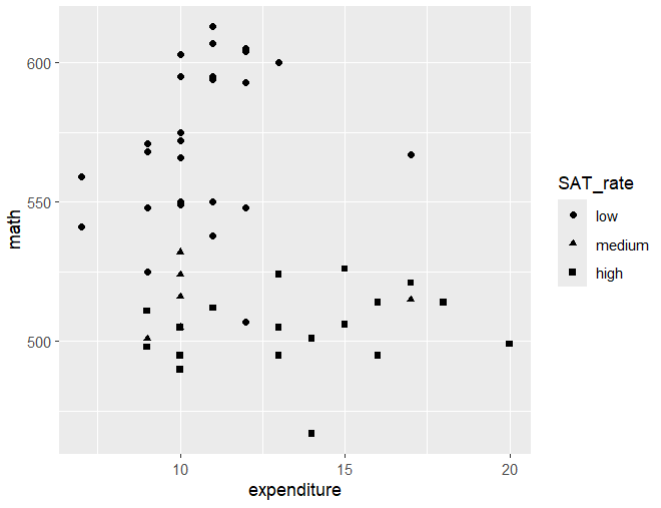 600
550
500
math
10 15 20
expenditure
SAT_rate
low
medium
high